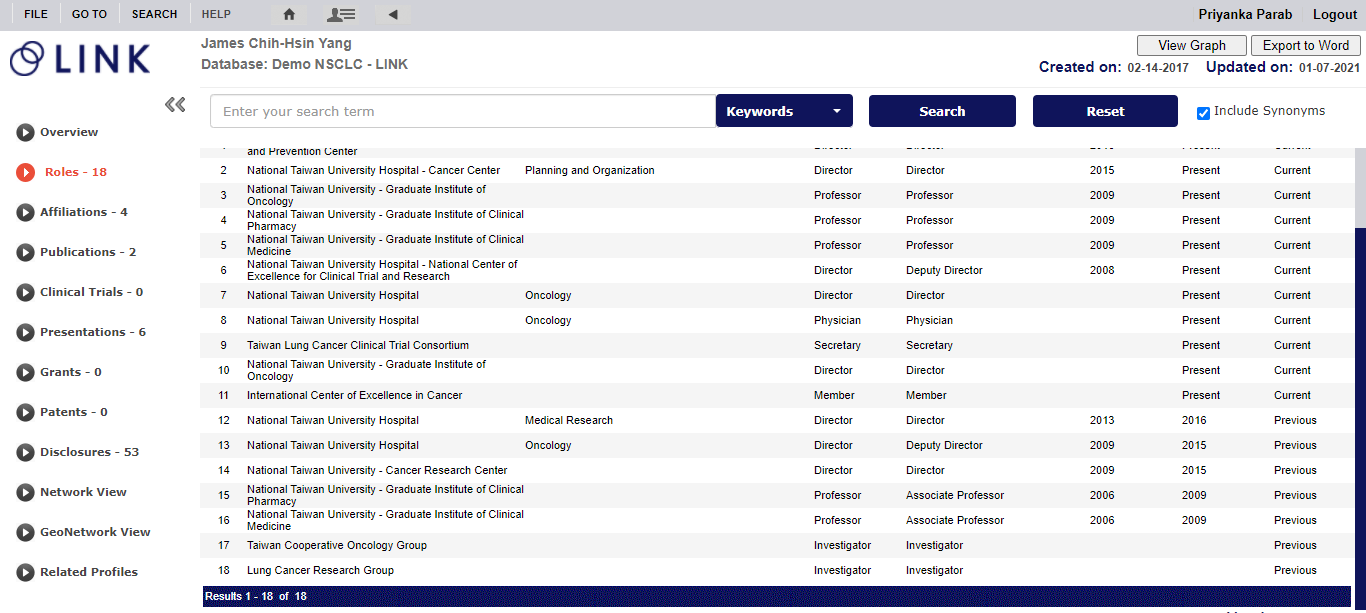 FILE GO TO SEARCH HELP Priyanka Parab Logout
LINK
James Chih-Hsin Yang
Database: Demo NSCLC - LINK
View Graph Export to Word
Created on: 02-14-2017 Updated on: 01-07-2021
Enter your search term Keywords Search Reset Include Synonyms
Overview
Roles - 18
Affiliations - 4
Publications - 2
Clinical Trials - 0
Presentations - 6
Grants - 0
Patents - 0
Disclosures - 53
Network View
GeoNetwork View
Related Profiles
and Prevention Center
2 National Taiwan University Hospital - Cancer Center Planning and Organization Director Director 2015 Present Current
3 National Taiwan University - Graduate Institute of
Oncology Professor Professor 2009 Present Current
4 National Taiwan University - Graduate Institute of Clinical
Pharmacy Professor Professor 2009 Present Current
5 National Taiwan University - Graduate Institute of Clinical
Medicine Professor Professor 2009 Present Current
6 National Taiwan University Hospital - National Center of
Excellence for Clinical Trial and Research Director Deputy Director 2008 Present Current
7 National Taiwan University Hospital Oncology Director Director Present Current
8 National Taiwan University Hospital Oncology Physician Physician Present Current
9 Taiwan Lung Cancer Clinical Trial Consortium Secretary Secretary Present Current
10 National Taiwan University - Graduate Institute of
Oncology Director Director Present Current
11 International Center of Excellence in Cancer Member Member Present Current
12 National Taiwan University Hospital Medical Research Director Director 2013 2016 Previous
13 National Taiwan University Hospital Oncology Director Deputy Director 2009 2015 Previous
14 National Taiwan University - Cancer Research Center Director Director 2009 2015 Previous
15 National Taiwan University - Graduate Institute of Clinical
Pharmacy Professor Associate Professor 2006 2009 Previous
16 National Taiwan University - Graduate Institute of Clinical
Medicine Professor Associate Professor 2006 2009 Previous
17 Taiwan Cooperative Oncology Group Investigator Investigator Previous
18 Lung Cancer Research Group Investigator Investigator Previous
Results 1 - 18 of 18